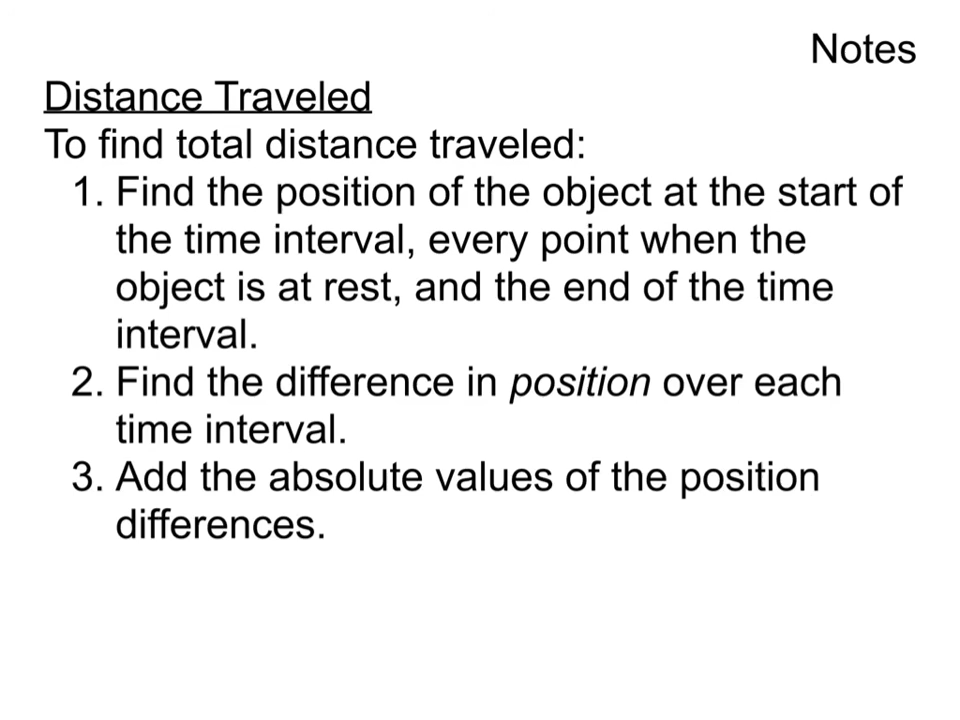 Notes
Distance Traveled
To find total distance traveled:
1. Find the position of the object at the start of
the time interval, every point when the
object is at rest, and the end of the time
interval.
2. Find the difference in position over each
time interval.
3. Add the absolute values of the position
differences.